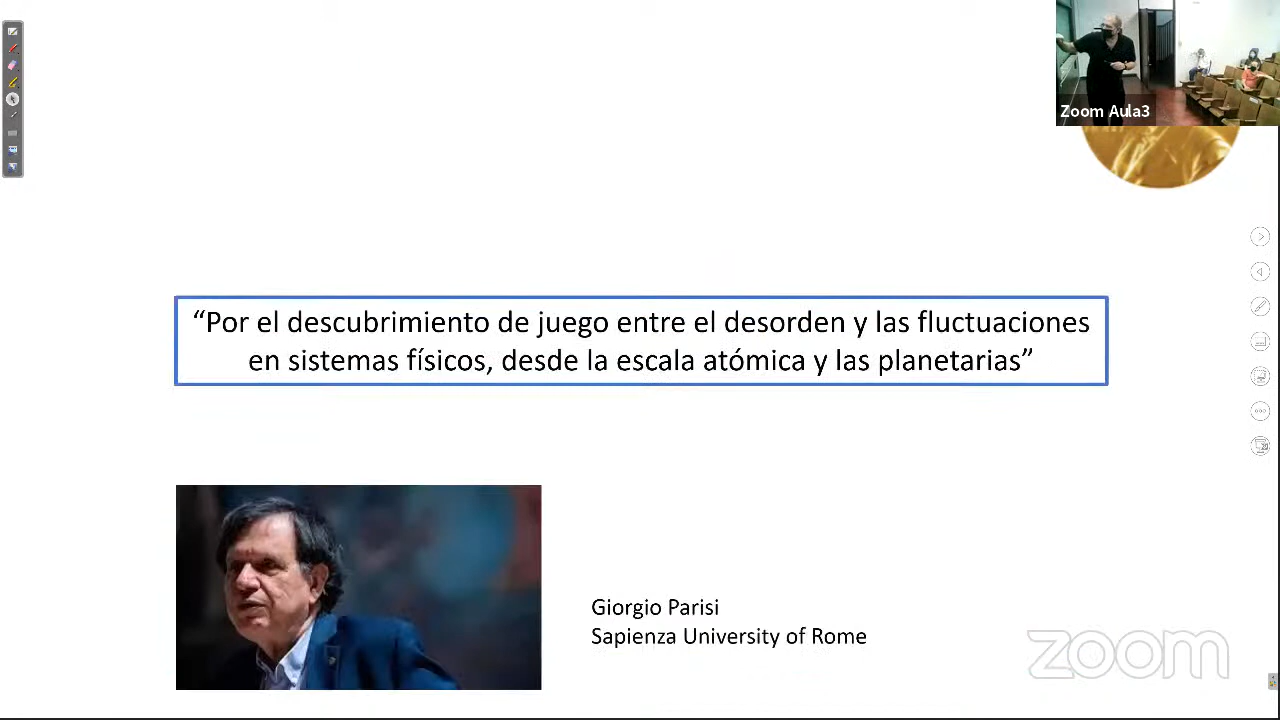 Zoom Aula3
“Por el descubrimiento de juego entre el desorden y las fluctuaciones
en sistemas físicos, desde la escala atómica y las planetarias”
Giorgio Parisi
Sapienza University of Rome
zoom